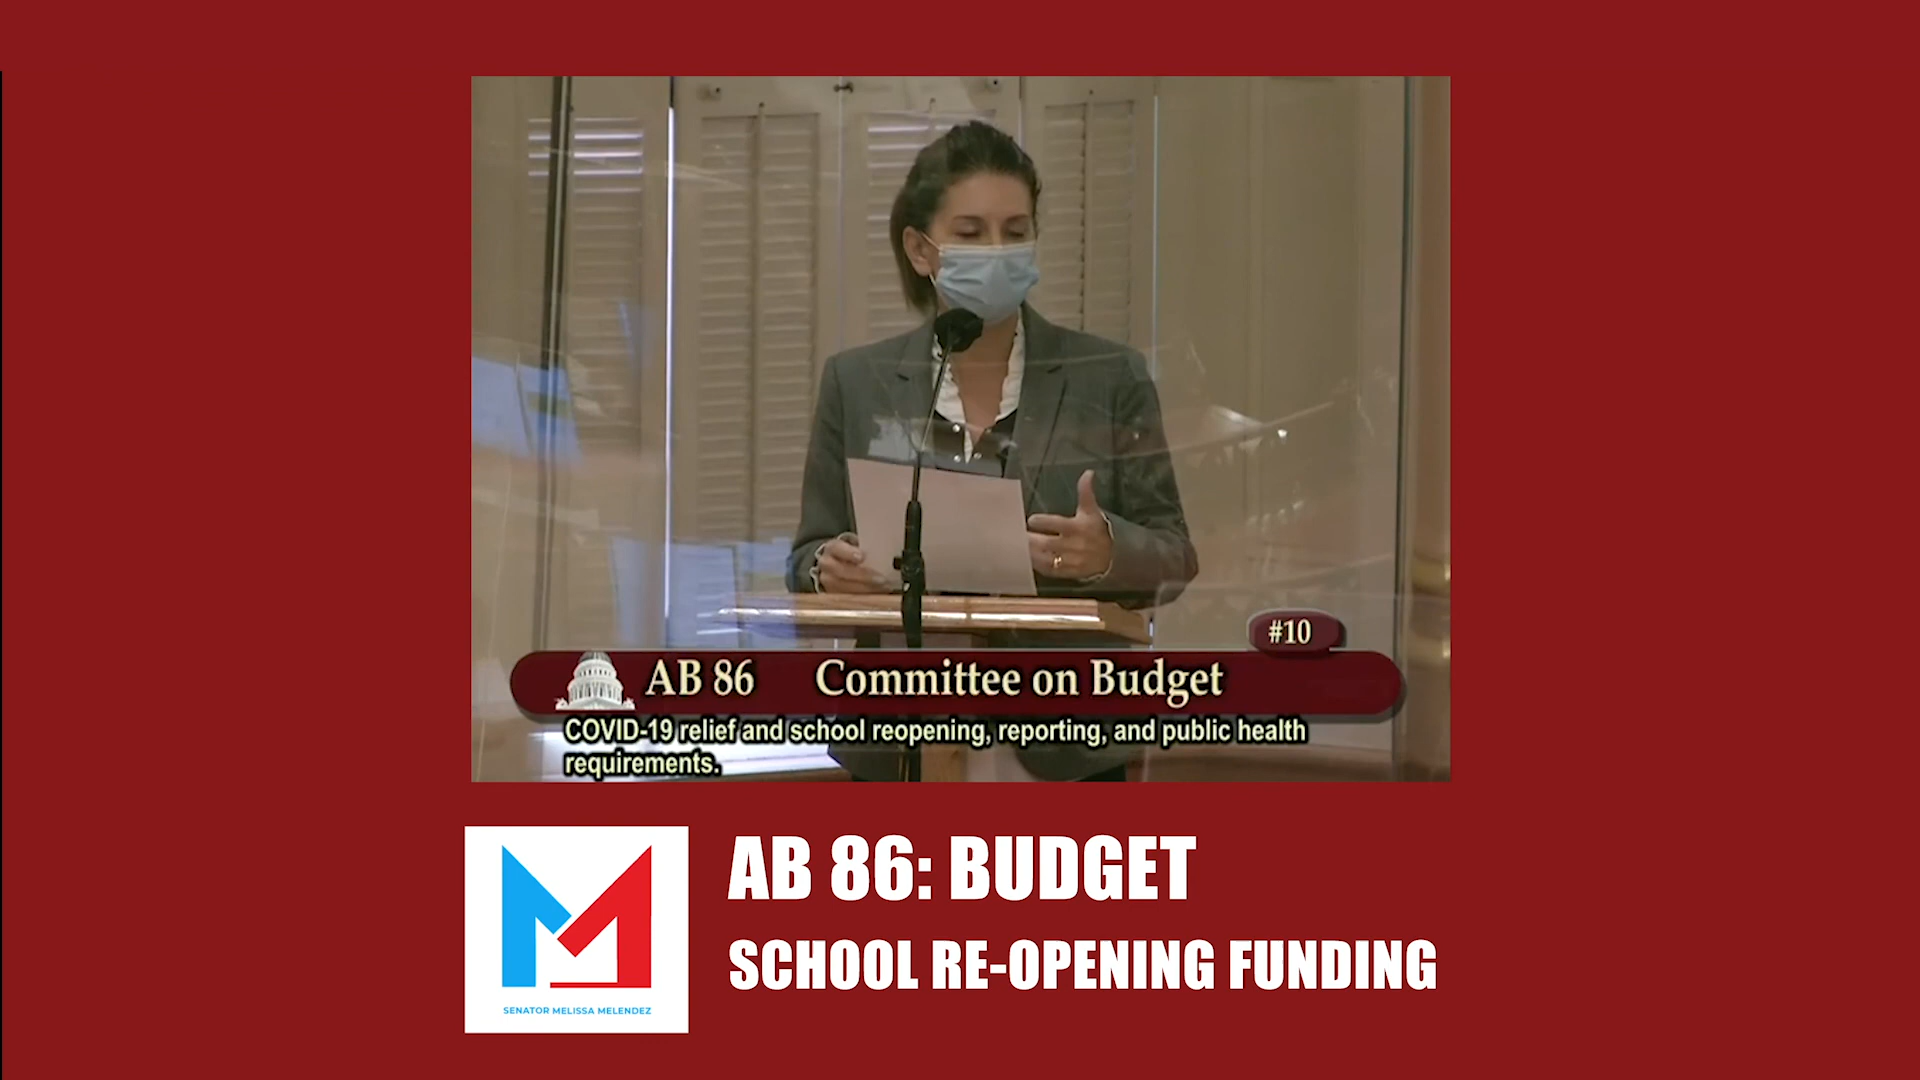 #10
AB 86 Committee on Budget
COVID-19 relief and school reopening, reporting, and public health
requirements.
AB 86: BUDGET
SCHOOL RE-OPENING FUNDING
SENATOR MELISSA MELENDEZ